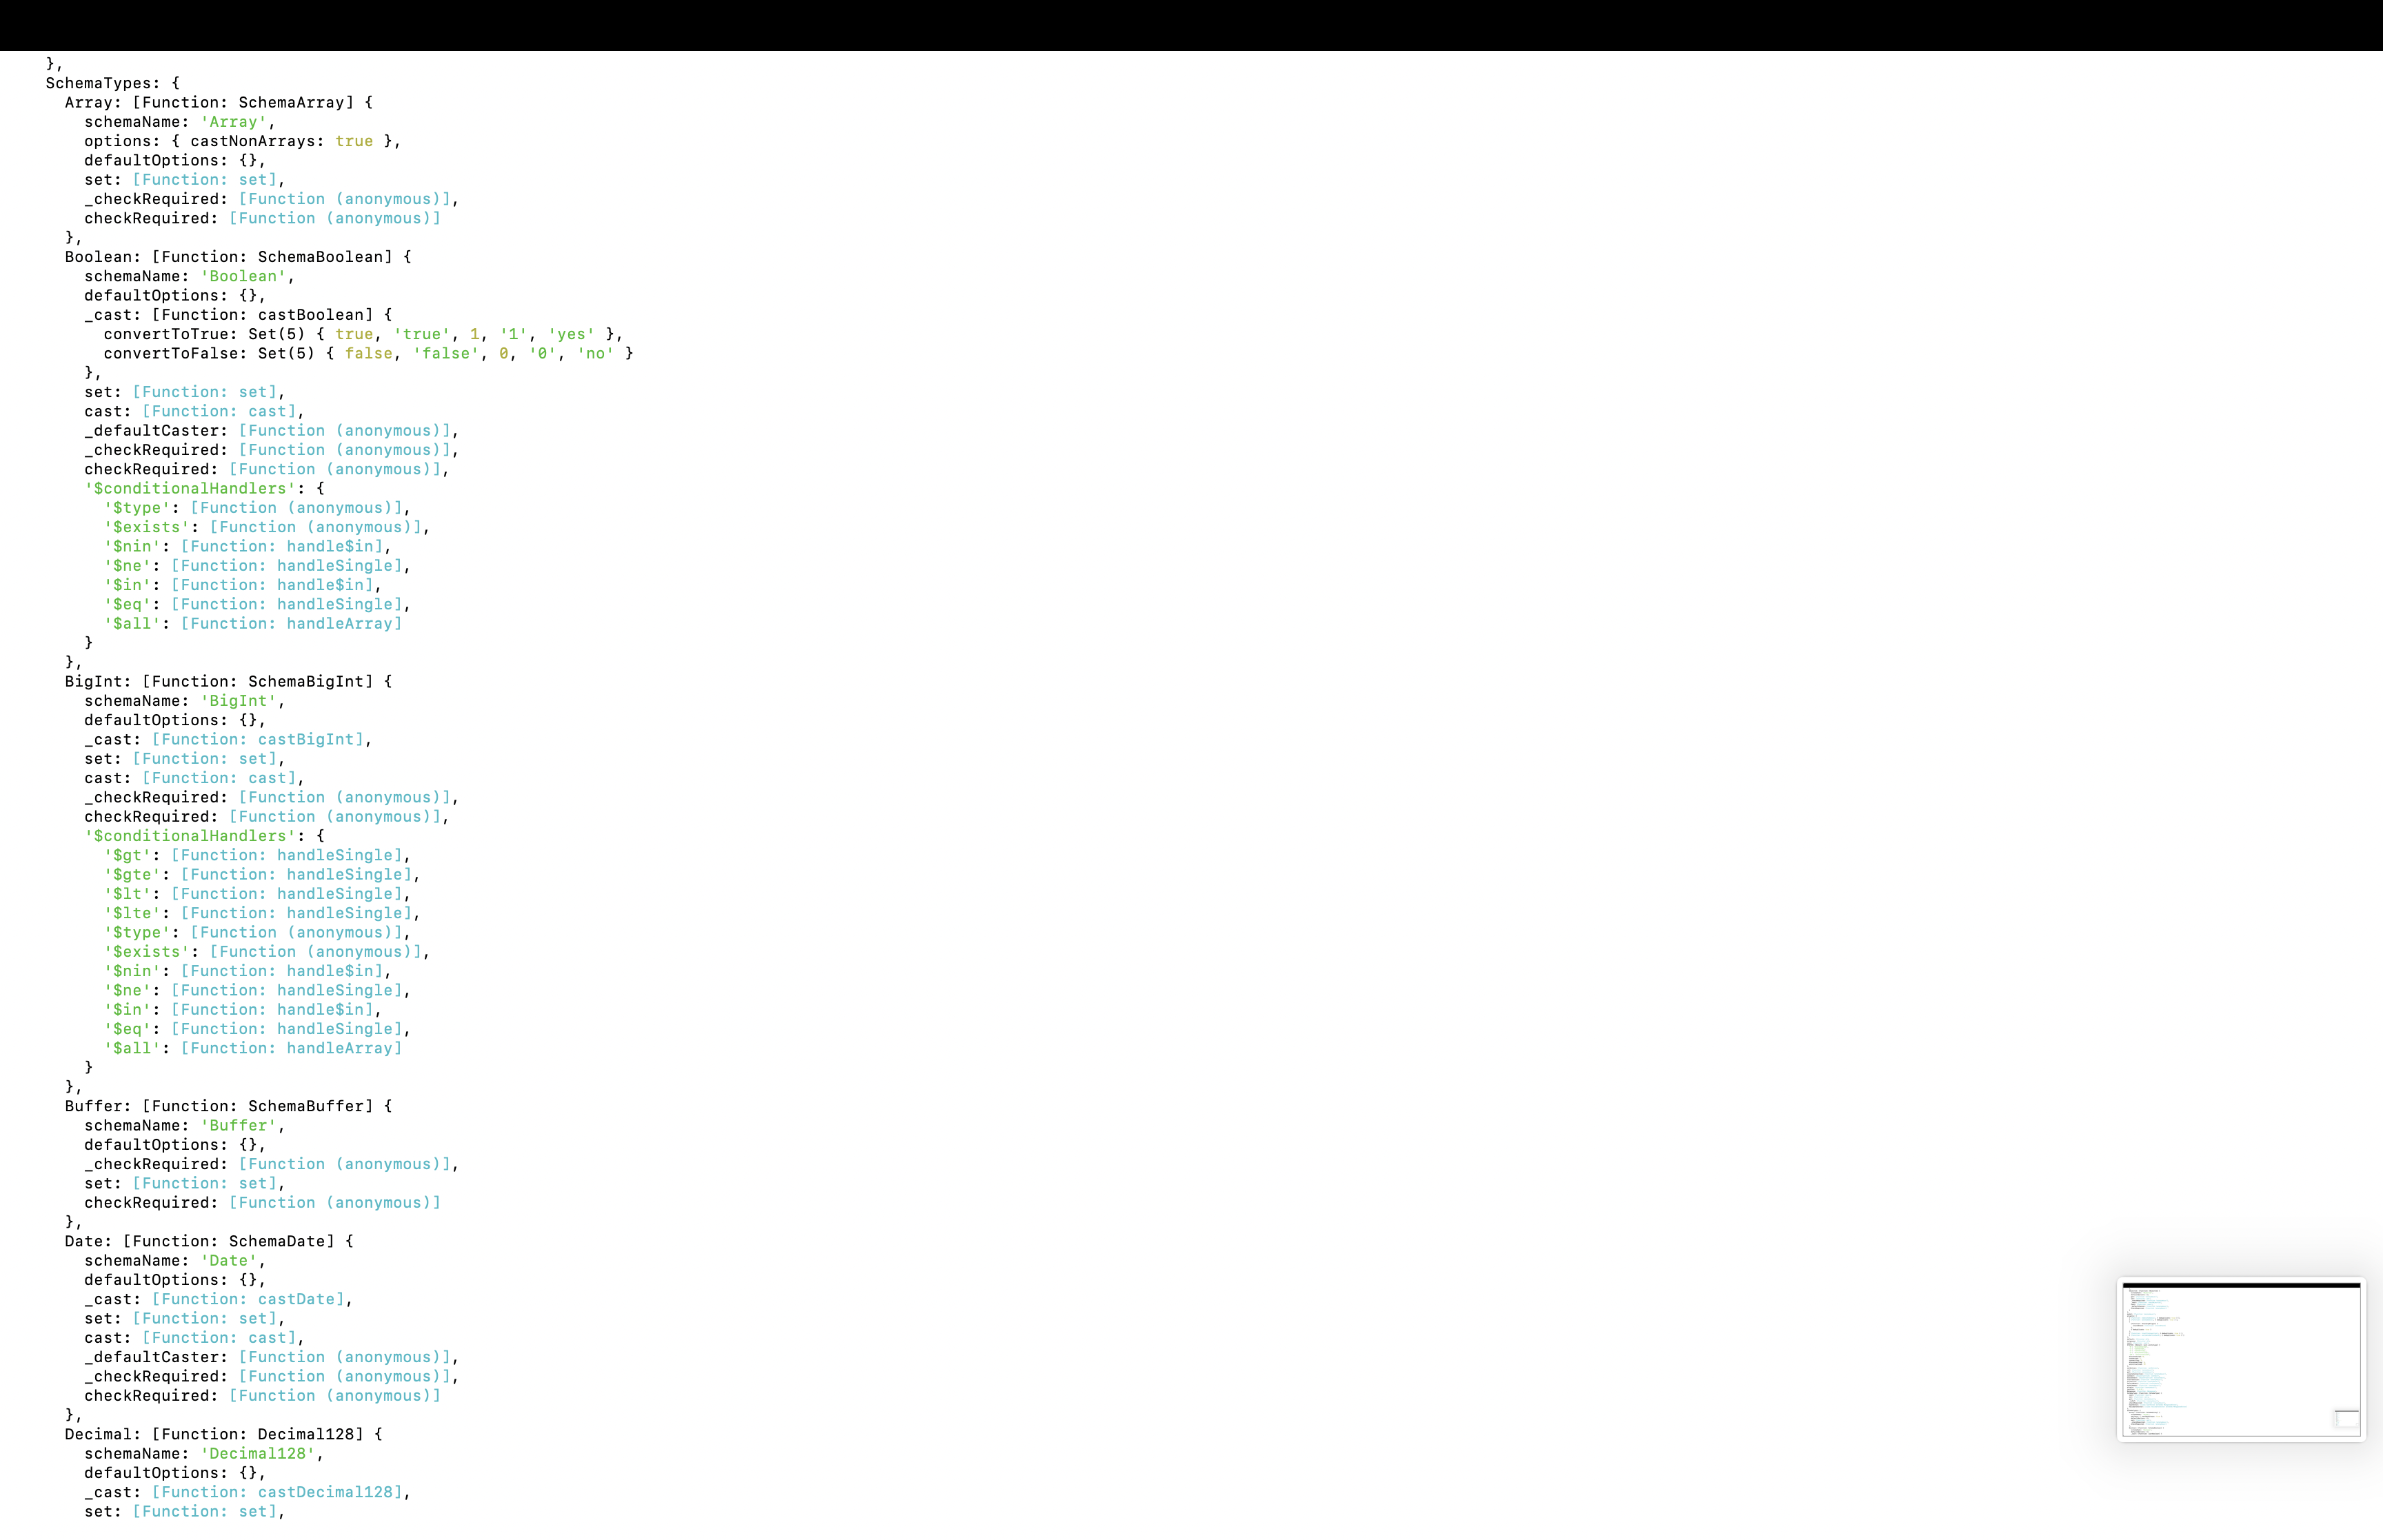 },
SchemaTypes: {
Array: [Function: SchemaArray] {
schemaName: 'Array',
options: { castNonArrays: true },
defaultOptions: {},
set: [Function: set],
_checkRequired: [Function (anonymous)],
checkRequired: [Function (anonymous)]
},
Boolean: [Function: SchemaBoolean] {
schemaName: 'Boolean',
defaultOptions: {},
_cast: [Function: castBoolean] {
convertToTrue: Set(5) { true, 'true', 1, '1', 'yes' },
convertToFalse: Set(5) { false, 'false', 0, '0', 'no' }
},
set: [Function: set],
cast: [Function: cast],
_defaultCaster: [Function (anonymous)],
_checkRequired: [Function (anonymous)],
checkRequired: [Function (anonymous)],
'$conditionalHandlers': {
'$type': [Function (anonymous)],
'$exists': [Function (anonymous)],
'$nin': [Function: handle$in],
'$ne': [Function: handleSingle],
'$in': [Function: handle$in],
'$eq': [Function: handleSingle],
'$all': [Function: handleArray]
}
},
BigInt: [Function: SchemaBigInt] {
schemaName: 'BigInt',
defaultOptions: {},
_cast: [Function: castBigInt],
set: [Function: set],
cast: [Function: cast],
_checkRequired: [Function (anonymous)],
checkRequired: [Function (anonymous)],
'$conditionalHandlers': {
'$gt': [Function: handleSingle],
'$gte': [Function: handleSingle],
'$lt': [Function: handleSingle],
'$lte': [Function: handleSingle],
'$type': [Function (anonymous)],
'$exists': [Function (anonymous)],
'$nin': [Function: handle$in],
'$ne': [Function: handleSingle],
'$in': [Function: handle$in],
'$eq': [Function: handleSingle],
'$all': [Function: handleArray]
}
},
Buffer: [Function: SchemaBuffer] {
schemaName: 'Buffer',
defaultOptions: {},
_checkRequired: [Function (anonymous)],
set: [Function: set],
checkRequired: [Function (anonymous)]
},
Date: [Function: SchemaDate] {
schemaName: 'Date',
defaultOptions: {},
_cast: [Function: castDate],
set: [Function: set],
cast: [Function: cast],
_defaultCaster: [Function (anonymous)],
_checkRequired: [Function (anonymous)],
checkRequired: [Function (anonymous)]
},
Decimal: [Function: Decimal128] {
schemaName: 'Decimal128',
defaultOptions: {},
_cast: [Function: castDecimal128],
set: [Function: set],